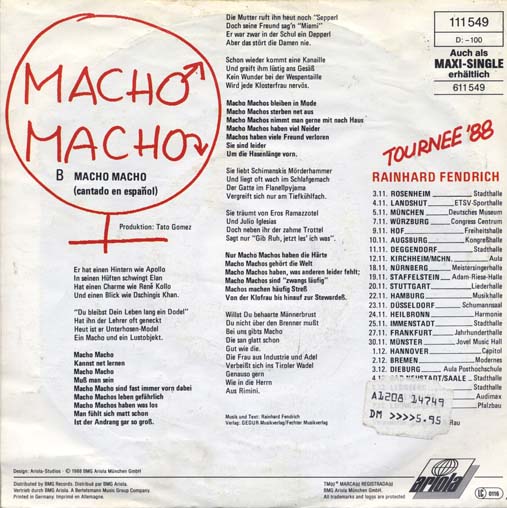 MACHO
MACHO
B MACHO MACHO
(cantado en español)
Produktion: Tato Gomez
Er hat einen Hintern wie Apollo
In seinen Hüften schwingt Elan
Hat einen Charme wie René Kollo
Und einen Blick wie Dschingis Khan.
"Du bleibst Dein Leben lang ein Dodel"
Hat ihn der Lehrer oft geneckt
Heut ist er Unterhosen-Model
Ein Macho und ein Lustobjekt.
Macho Macho
Kannst net lernen
Macho Macho
Muß man sein
Macho Macho sind fast immer vorn dabei
Macho Machos leben gefährlich
Macho Machos haben was los
Man fühlt sich matt schon
Ist der Andrang gar so groß.
Die Mutter ruft ihn heut noch "Sepperl
Doch seine Freund sag'n "Miami"
Er war zwar in der Schul ein Depperl
Aber das stört die Damen nie.
Schon wieder kommt eine Kanaille
Und greift ihm lüstig ans Gesäß
Kein Wunder bei der Wespentaille
Wird jede Klosterfrau nervös.
Macho Machos bleiben in Mode
Macho Machos sterben net aus
Macho Machos nimmt man gerne mit nach Haus
Macho Machos haben viel Neider
Macho Machos haben viel Freund verloren
Sie sind leider
Um die Hasenlänge vorn.
Sie liebt Schimanskis Mörderhammer
Und liegt oft wach im Schlafgemach
Der Gatte im Flanellpyjama
Vergreift sich nur am Tiefkühlfach.
Sie träumt von Eros Ramazzotel
Und Julio Iglesias
Doch neben ihr der zahme Trottel
Sagt nur "Gib Ruh, jetzt les' ich was".
Nur Macho Machos haben die Härte
Macho Machos gehört die Welt
Macho Machos haben, was anderen leider fehlt;
Macho Machos sind "zwangs läufig"
Macho Machos machen häufig Streß
Von der Klofrau bis hinauf zur Stewardeß.
Willst Du behaarte Männerbrust
Du nicht über den Brenner mußt
Bei uns gibts Macho
Die san glatt schon
Gut wie die.
Die Frau aus Industrie und Adel
Verbeißt sich ins Tiroler Wadel
Genauso gern
Wie in die Herrn
Aus Rimini.
Musik und Text: Rainhard Fendrich
Verlag: GEDUR Musikverlag/Fechter Musikverlag
111 549
D: –100
Auch als
MAXI-SINGLE
erhältlich
611 549
TOURNEE '88
RAINHARD FENDRICH
3.11. ROSENHEIM Stadthalle
4.11. LANDSHUT ETSV-Sporthalle
5.11. MÜNCHEN Deutsches Museum
7.11. WÜRZBURG Congress Centrum
9.11. HOF Freiheitshalle
10.11. AUGSBURG Kongreßhalle
11.11. DEGGENDORF Stadthalle
12.11. KIRCHHEIM/MCHN. Aula
18.11. NÜRNBERG Meistersingerhalle
19.11. STAFFELSTEIN Adam-Riese-Halle
20.11. STUTTGART Liederhalle
22.11. HAMBURG Musikhalle
23.11. DÜSSELDORF Schumannsaal
24.11. HEILBRONN Harmonie
25.11. IMMENSTADT Stadthalle
27.11. FRANKFURT Jahrhunderthalle
30.11. MÜNSTER Jovel Music Hall
1.12. HANNOVER Capitol
2.12. BREMEN Modernes
3.12. DIEBURG Aula Posthochschule
4.12. NEUSTADT/SAALE Stadthalle
Stadthalle
Audimax
Pfalzbau
A1208 14749
DM >>>>5.95
Design: Ariola-Studios ℗ 1988 BMG Ariola München GmbH
Distributed by BMG Records. Distribué par BMG Ariola.
Vertrieb durch BMG Ariola. A Bertelsmann Music Group Company.
Printed in Germany. Imprimé en Allemagne.
TM(s)® MARCA(s) REGISTRADA(s)
BMG Ariola München GmbH
All trademarks and logos are protected
ariola
0116